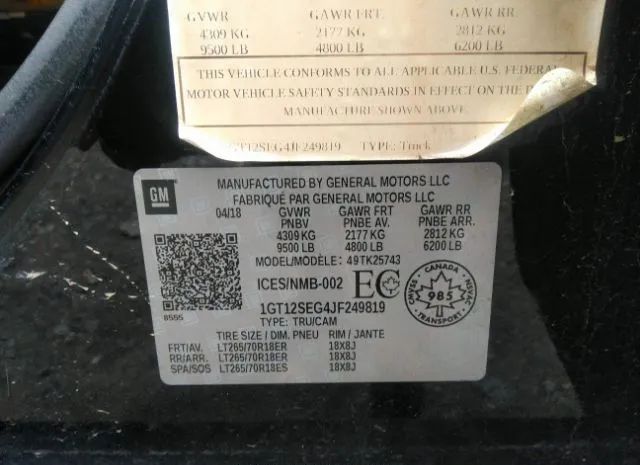 GVWR GAWR FRT. GAWR RR.
4309 KG 2177 KG 2812 KG
9500 LB 4800 LB 6200 LB
THIS VEHICLE CONFORMS TO ALL APPLICABLE U.S. FEDERAL
MOTOR VEHICLE SAFETY STANDARDS IN EFFECT ON THE
MANUFACTURE SHOWN ABOVE
GT12SEG4JF249819 TYPE: Truck
GM
MANUFACTURED BY GENERAL MOTORS LLC
FABRIQUÉ PAR GENERAL MOTORS LLC
04/18 GVWR GAWR FRT GAWR RR
PNBV PNBE AV. PNBE ARR.
4309 KG 2177 KG 2812 KG
9500 LB 4800 LB 6200 LB
MODEL/MODÈLE: 49TK25743
ICES/NMB-002 EC
CANADA
985
TRANSPORT
1GT12SEG4JF249819
8555
TYPE: TRU/CAM
TIRE SIZE / DIM. PNEU RIM / JANTE
FRT/AV. LT265/70R18ER 18X8J
RR/ARR. LT265/70R18ER 18X8J
SPA/SOS LT265/70R18ES 18X8J